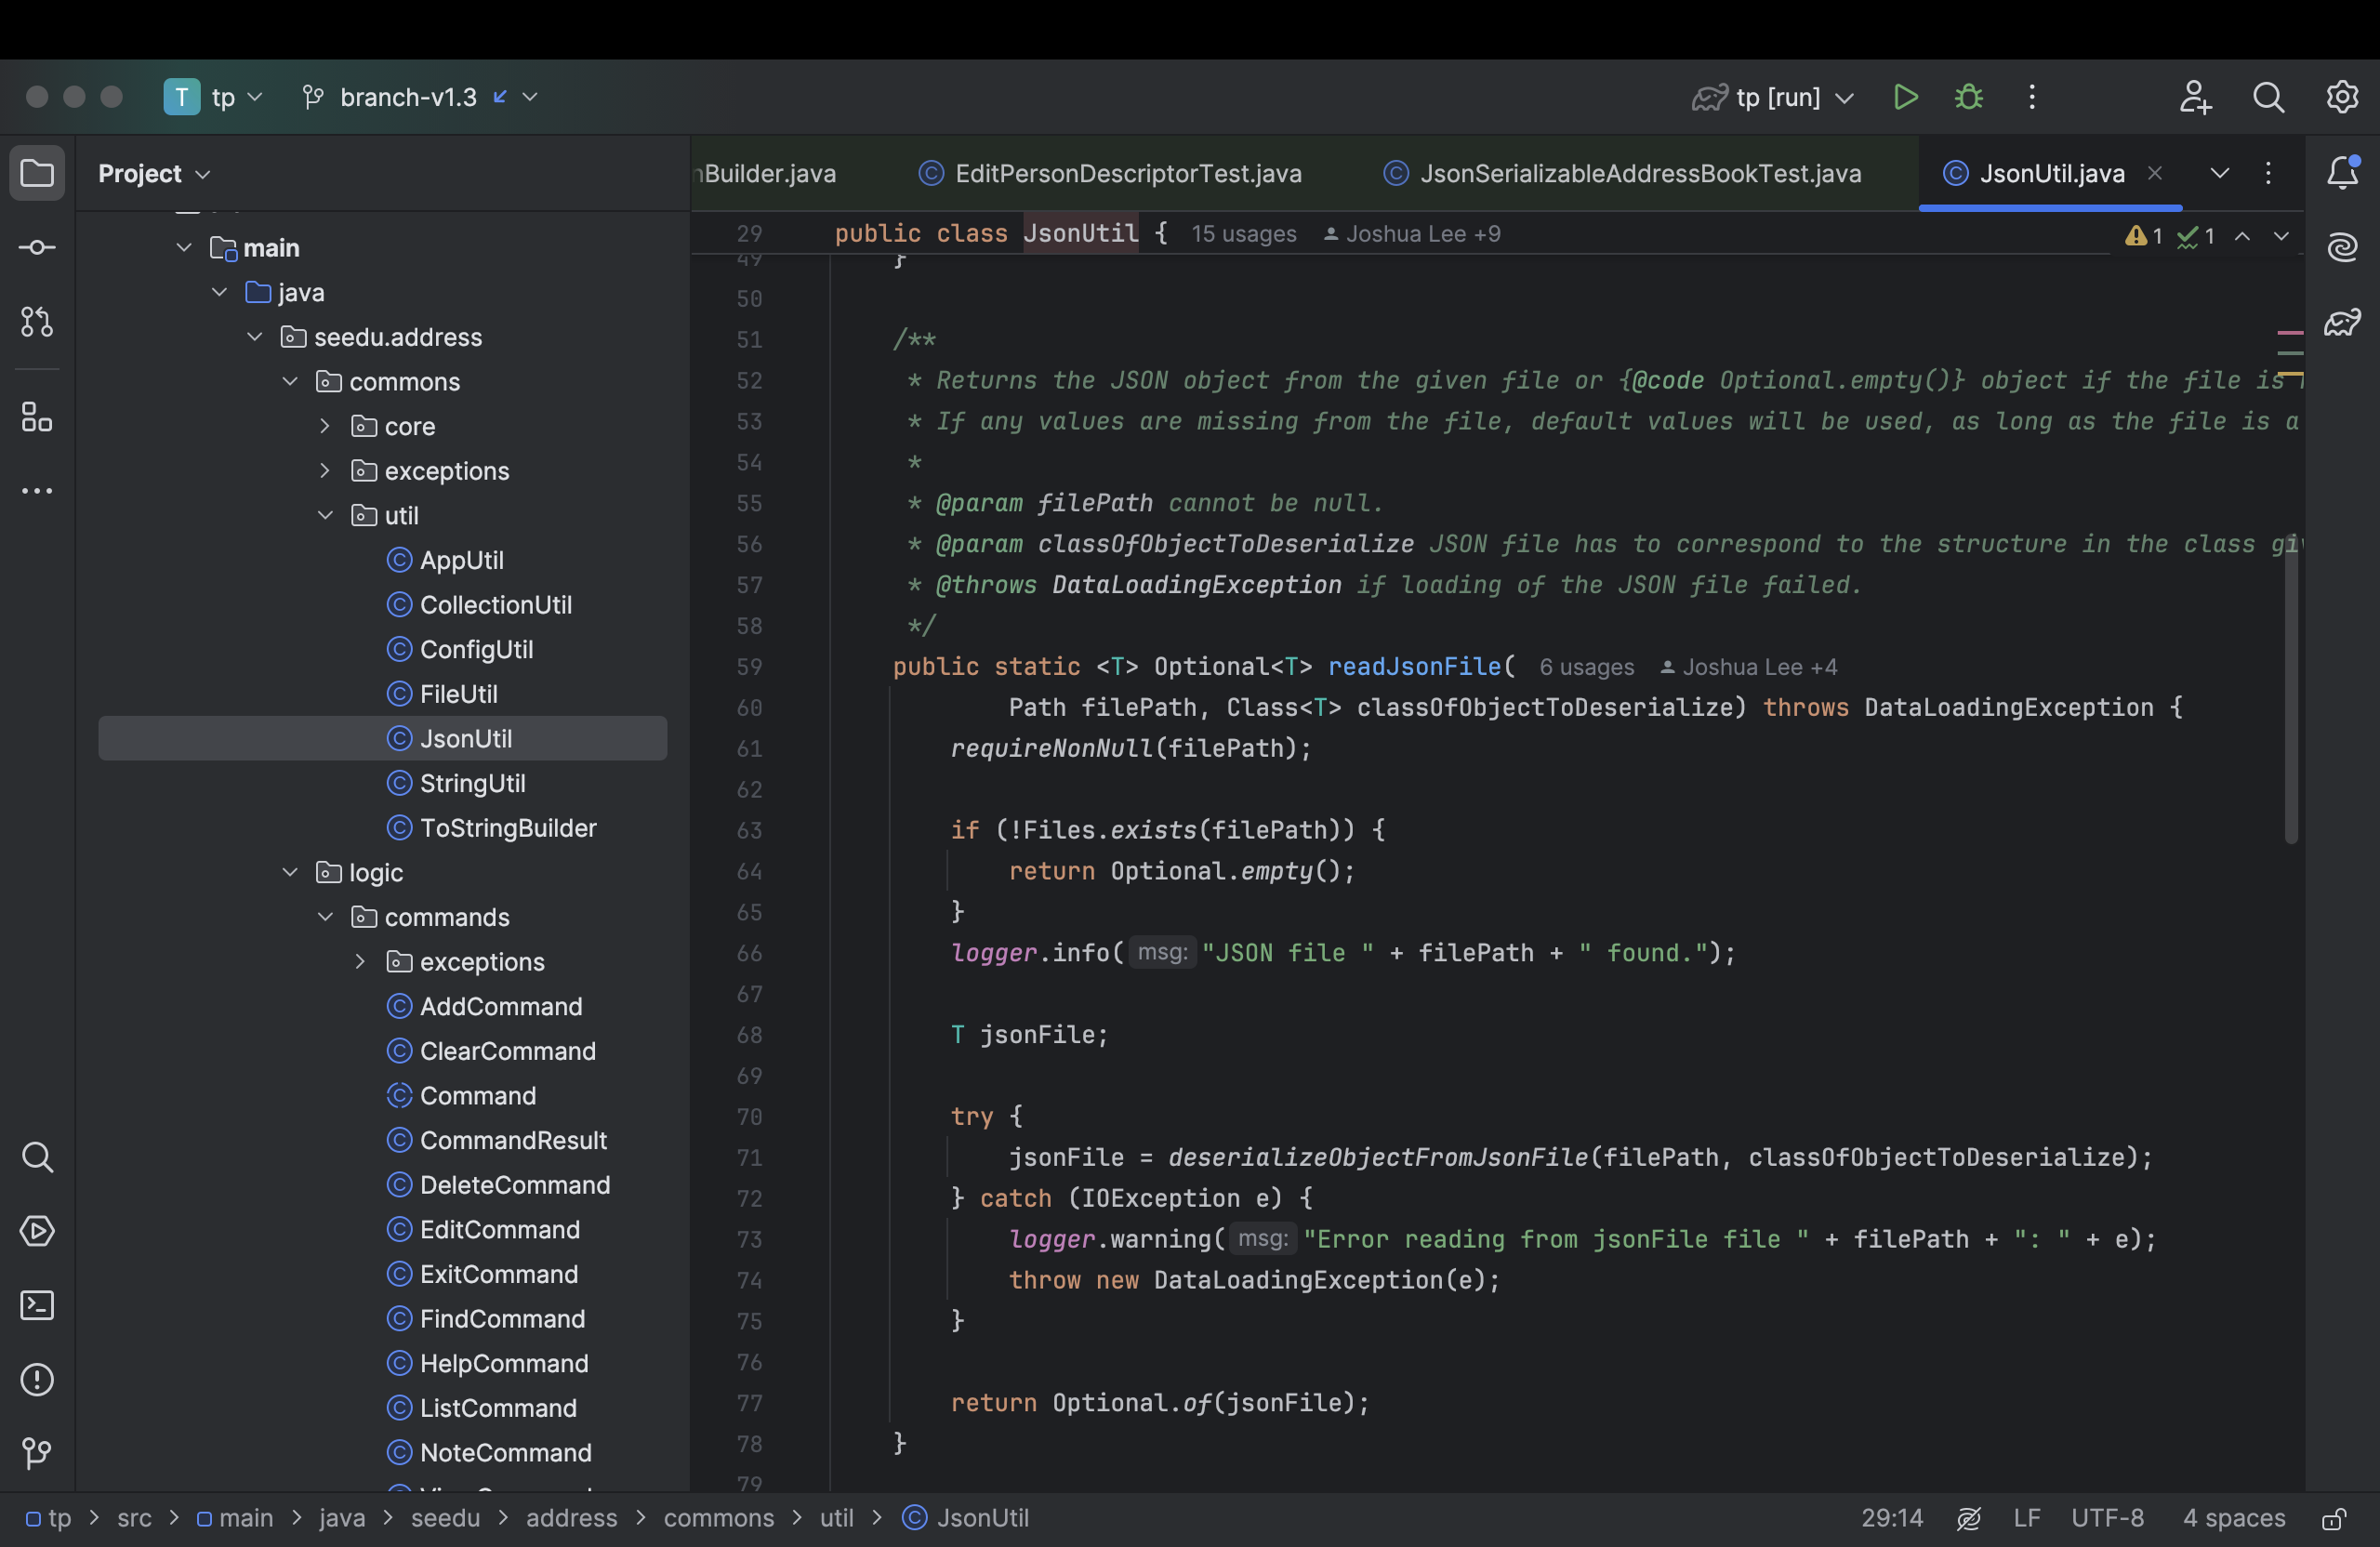 T tp branch-v1.3 tp [run]
Project
nBuilder.java EditPersonDescriptorTest.java JsonSerializableAddressBookTest.java JsonUtil.java
main
java
seedu.address
commons
core
exceptions
util
AppUtil
CollectionUtil
ConfigUtil
FileUtil
JsonUtil
StringUtil
ToStringBuilder
logic
commands
exceptions
AddCommand
ClearCommand
Command
CommandResult
DeleteCommand
EditCommand
ExitCommand
FindCommand
HelpCommand
ListCommand
NoteCommand
29 public class JsonUtil { 15 usages Joshua Lee +9 1 1
49 }
50
51 /**
52 * Returns the JSON object from the given file or {@code Optional.empty()} object if the file is
53 * If any values are missing from the file, default values will be used, as long as the file is a
54 *
55 * @param filePath cannot be null.
56 * @param classOfObjectToDeserialize JSON file has to correspond to the structure in the class
57 * @throws DataLoadingException if loading of the JSON file failed.
58 */
59 public static <T> Optional<T> readJsonFile( 6 usages Joshua Lee +4
60 Path filePath, Class<T> classOfObjectToDeserialize) throws DataLoadingException {
61 requireNonNull(filePath);
62
63 if (!Files.exists(filePath)) {
64 return Optional.empty();
65 }
66 logger.info( msg: "JSON file " + filePath + " found.");
67
68 T jsonFile;
69
70 try {
71 jsonFile = deserializeObjectFromJsonFile(filePath, classOfObjectToDeserialize);
72 } catch (IOException e) {
73 logger.warning( msg: "Error reading from jsonFile file " + filePath + ": " + e);
74 throw new DataLoadingException(e);
75 }
76
77 return Optional.of(jsonFile);
78 }
79
tp > src > main > java > seedu > address > commons > util > JsonUtil 29:14 LF UTF-8 4 spaces